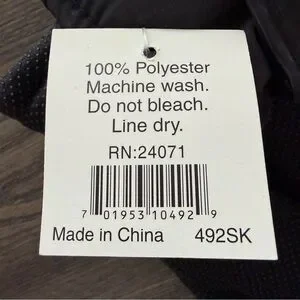 100% Polyester
Machine wash.
Do not bleach.
Line dry.
RN:24071
7 01953 10492 9
Made in China 492SK